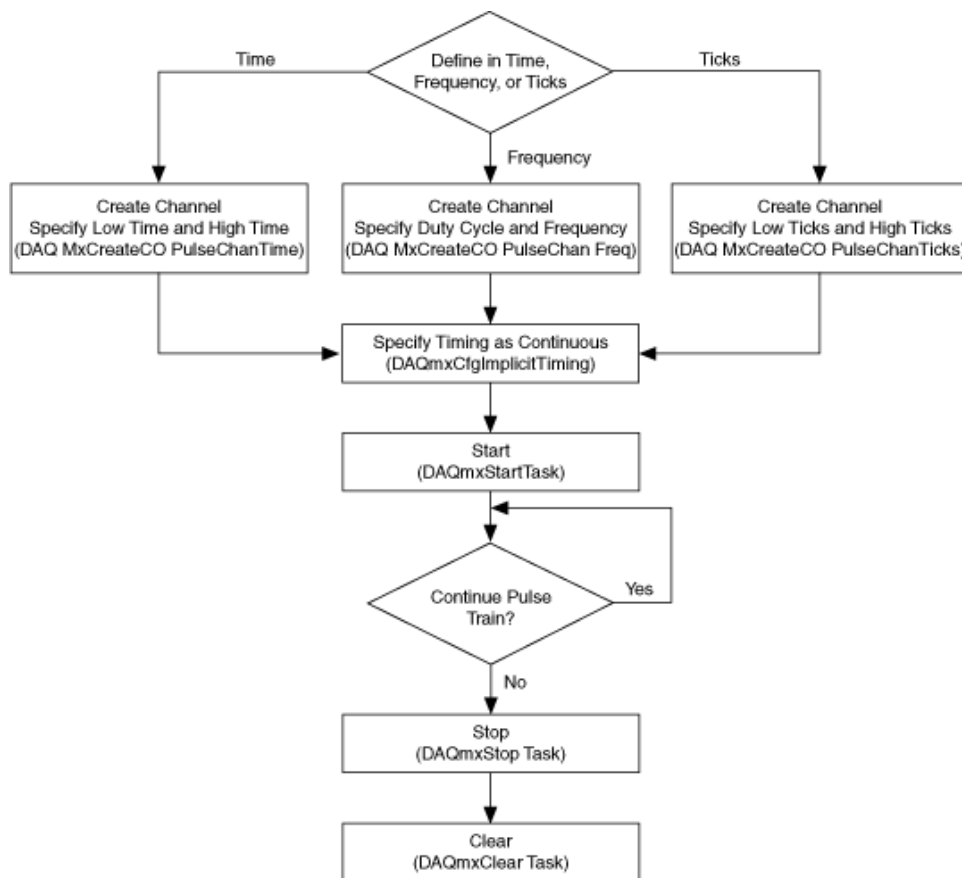 Define in Time,
Frequency, or Ticks
Time
Ticks
Frequency
Create Channel
Specify Low Time and High Time
(DAQ MxCreateCO PulseChanTime)
Create Channel
Specify Duty Cycle and Frequency
(DAQ MxCreateCO PulseChan Freq)
Create Channel
Specify Low Ticks and High Ticks
(DAQ MxCreateCO PulseChanTicks)
Specify Timing as Continuous
(DAQmxCfgImplicitTiming)
Start
(DAQmxStartTask)
Continue Pulse
Train?
Yes
No
Stop
(DAQmxStop Task)
Clear
(DAQmxClear Task)